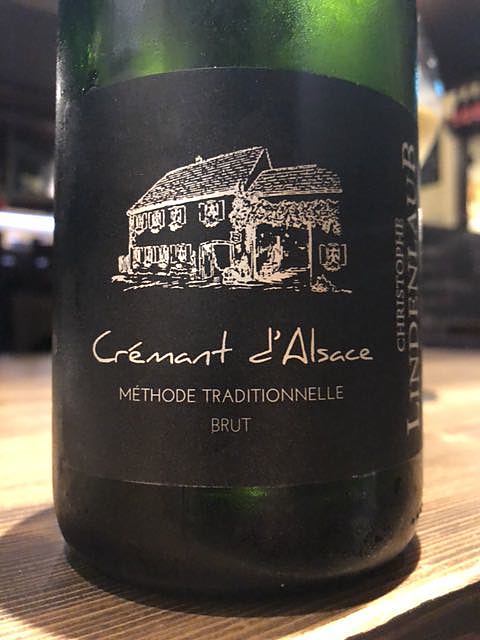 Crémant d'Alsace
MÉTHODE TRADITIONNELLE
BRUT
CHRISTOPHE
LINDENLAUB